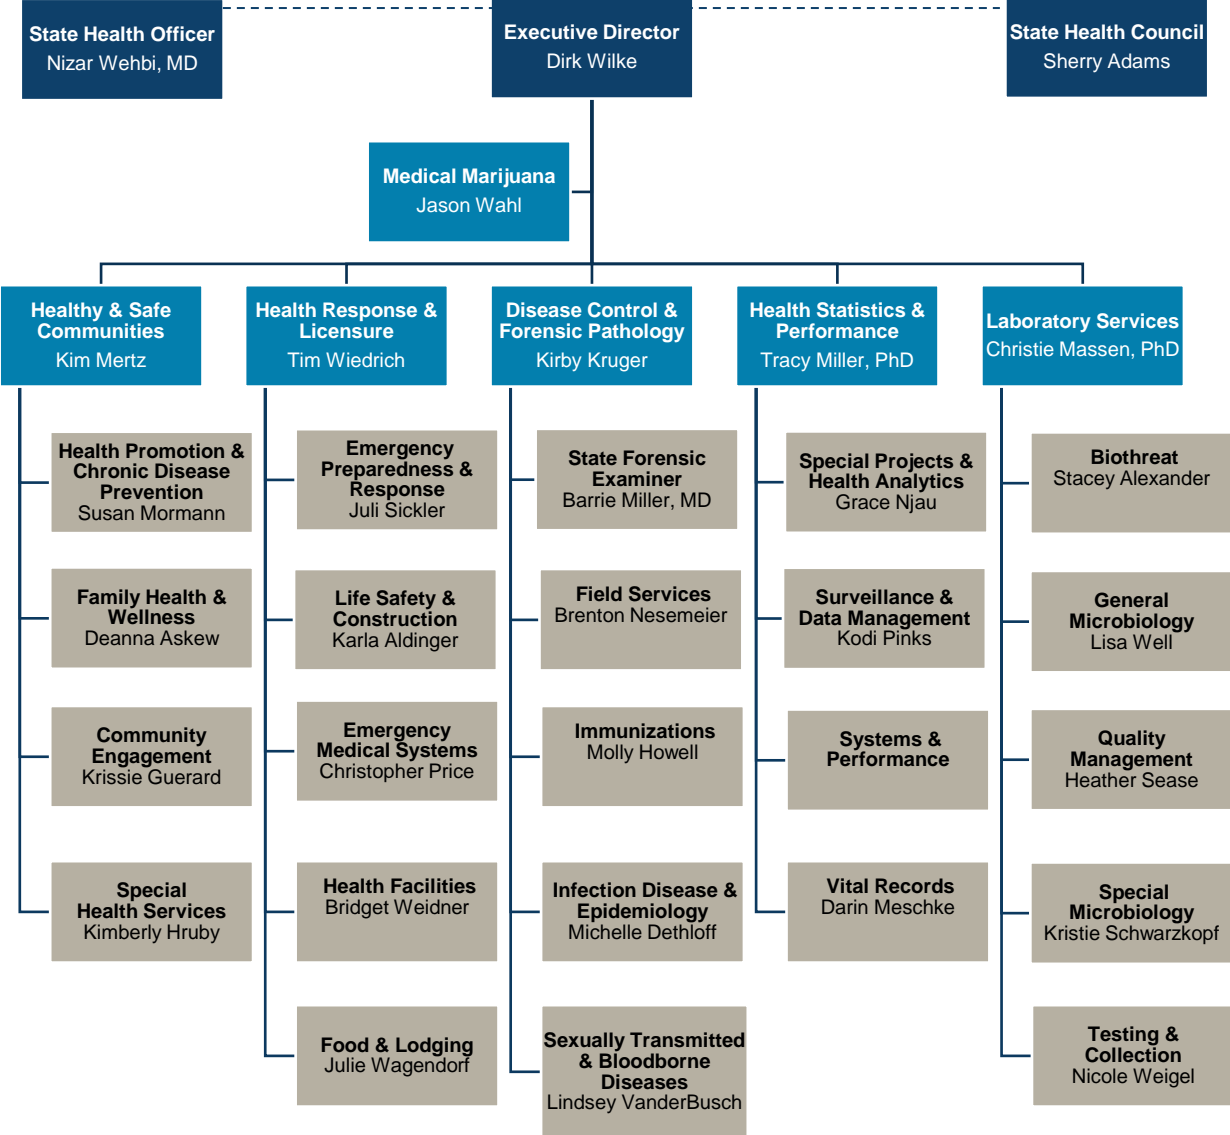 State Health Officer
Nizar Wehbi, MD
Executive Director
Dirk Wilke
State Health Council
Sherry Adams
Medical Marijuana
Jason Wahl
Healthy & Safe
Communities
Kim Mertz
Health Response &
Licensure
Tim Wiedrich
Disease Control &
Forensic Pathology
Kirby Kruger
Health Statistics &
Performance
Tracy Miller, PhD
Laboratory Services
Christie Massen, PhD
Health Promotion &
Chronic Disease
Prevention
Susan Mormann
Family Health &
Wellness
Deanna Askew
Community
Engagement
Krissie Guerard
Special
Health Services
Kimberly Hruby
Emergency
Preparedness &
Response
Juli Sickler
Life Safety &
Construction
Karla Aldinger
Emergency
Medical Systems
Christopher Price
Health Facilities
Bridget Weidner
Food & Lodging
Julie Wagendorf
State Forensic
Examiner
Barrie Miller, MD
Field Services
Brenton Nesemeier
Immunizations
Molly Howell
Infection Disease &
Epidemiology
Michelle Dethloff
Sexually Transmitted
& Bloodborne
Diseases
Lindsey VanderBusch
Special Projects &
Health Analytics
Grace Njau
Surveillance &
Data Management
Kodi Pinks
Systems &
Performance
Vital Records
Darin Meschke
Biothreat
Stacey Alexander
General
Microbiology
Lisa Well
Quality
Management
Heather Sease
Special
Microbiology
Kristie Schwarzkopf
Testing &
Collection
Nicole Weigel